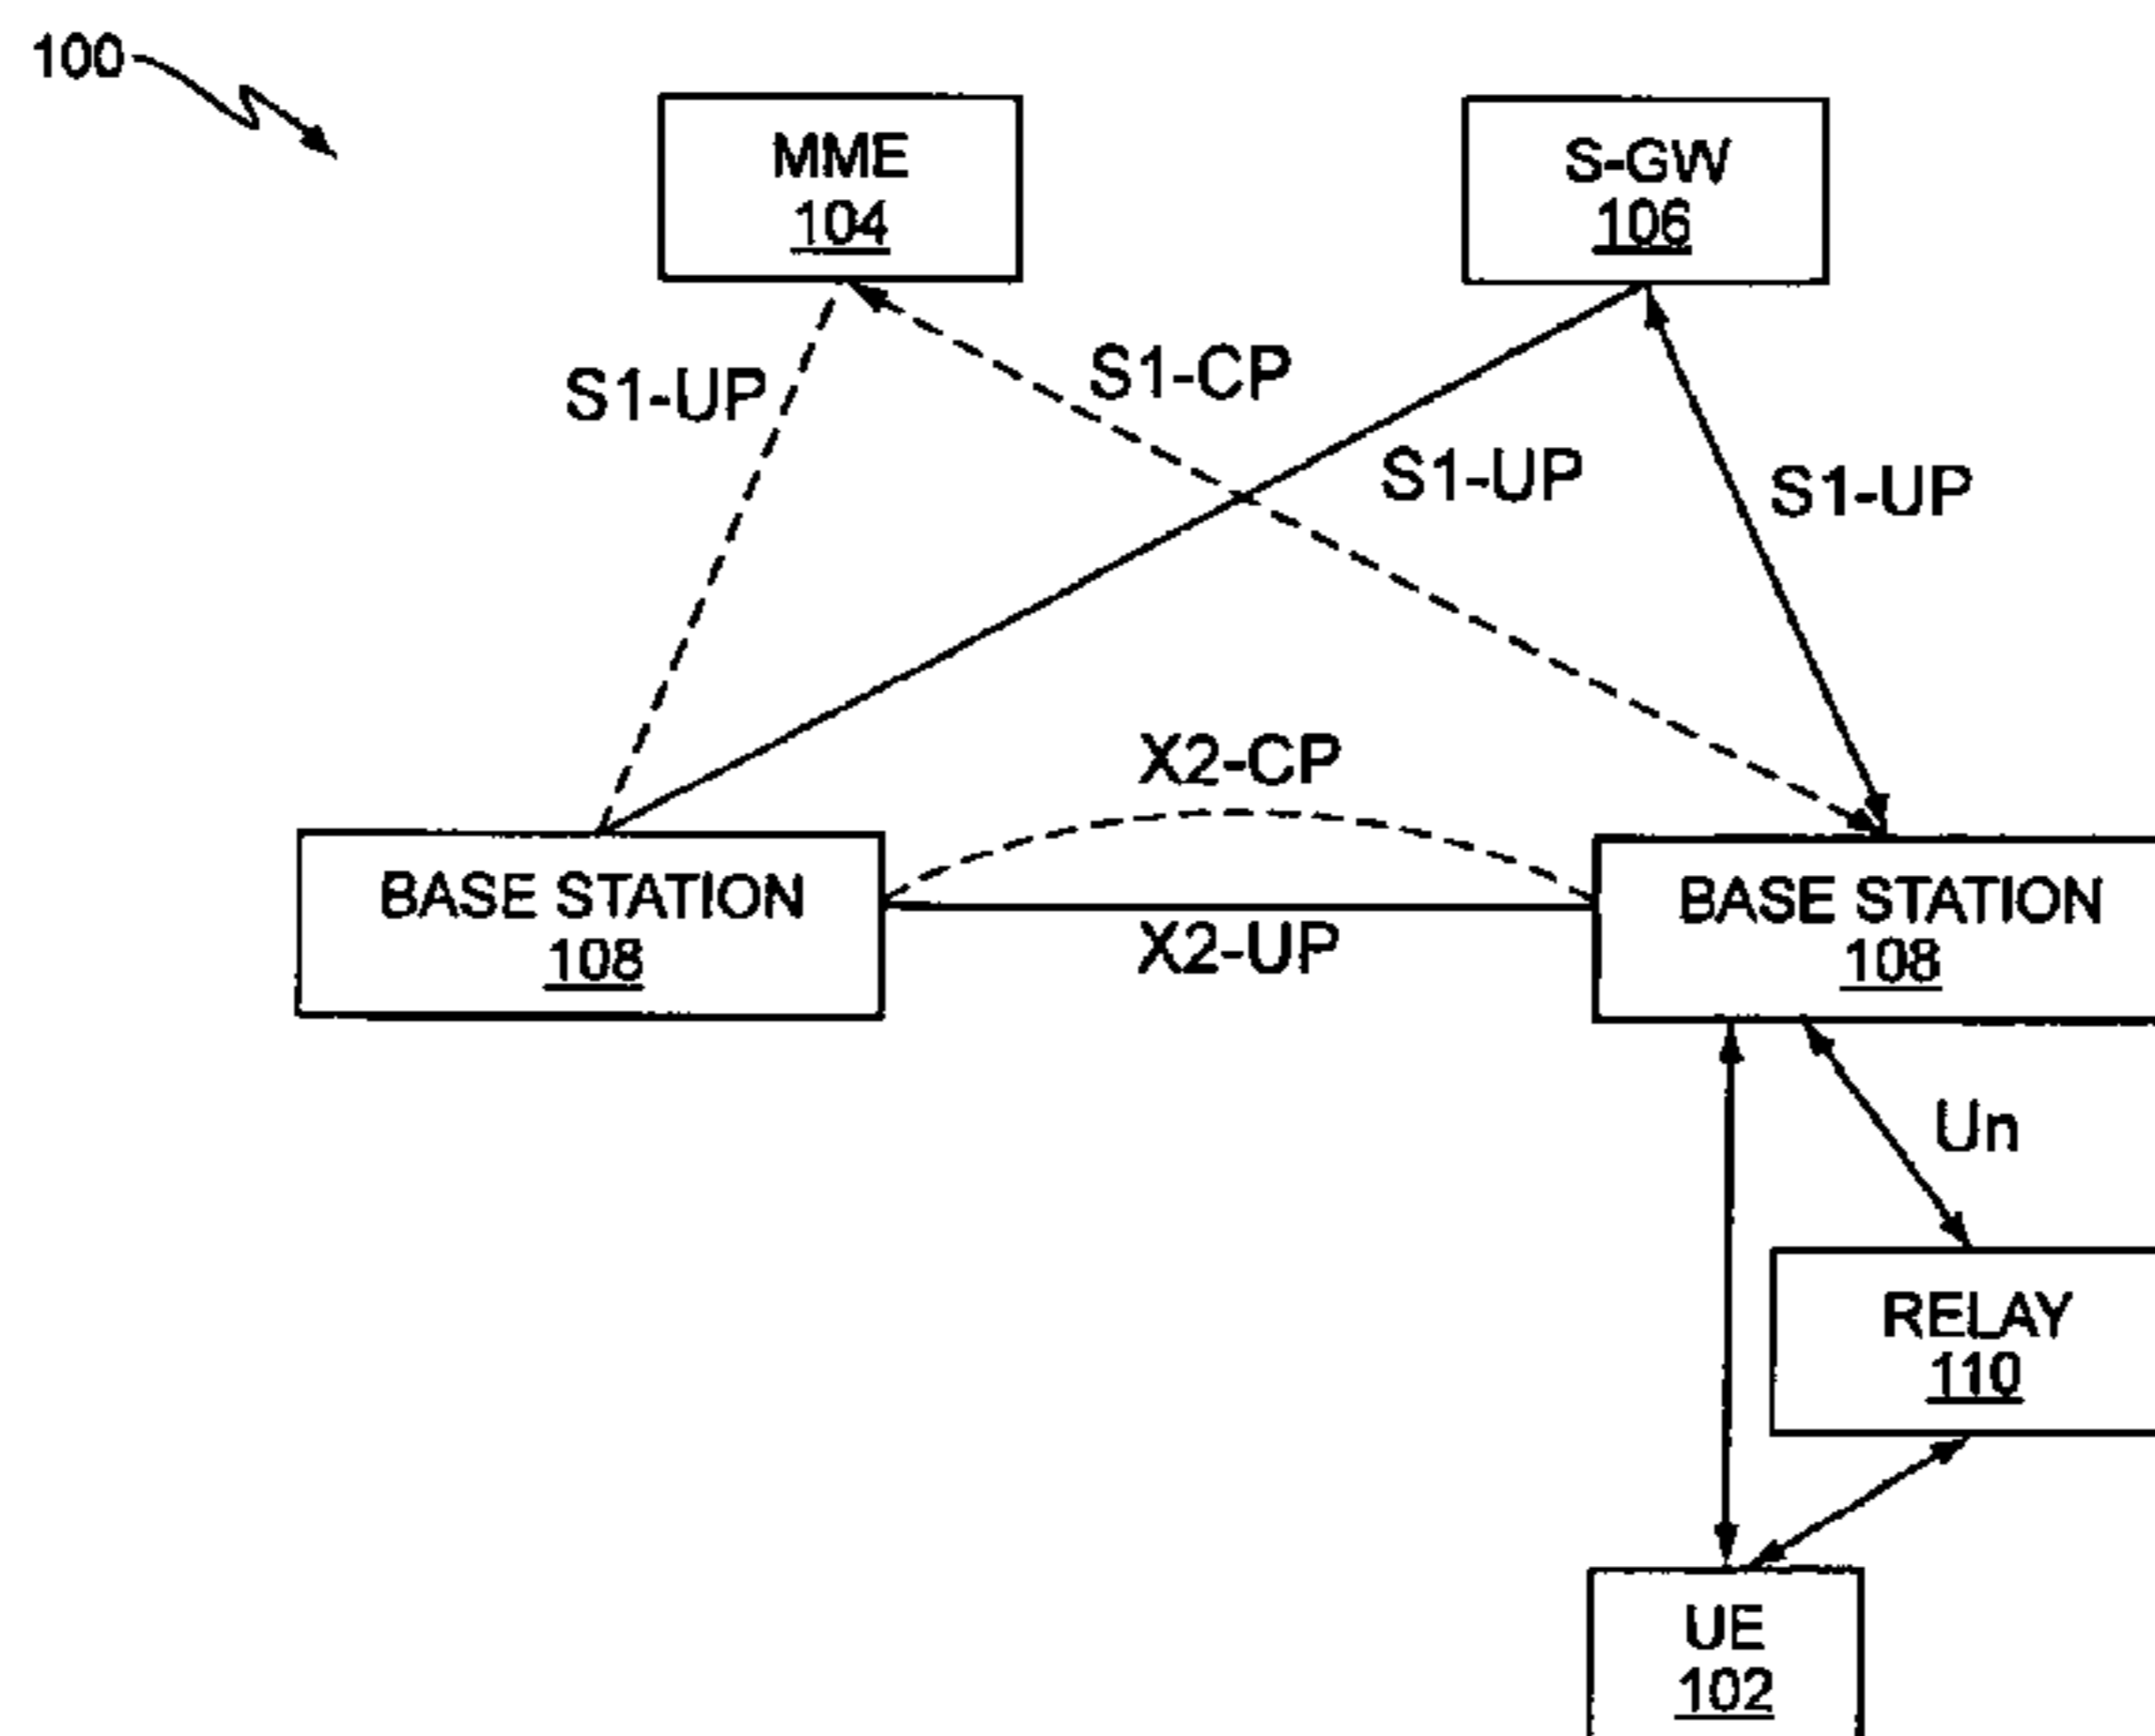 100
MME
104
S-GW
106
S1-UP
S1-CP
S1-UP
S1-UP
X2-CP
BASE STATION
108
X2-UP
BASE STATION
108
Un
RELAY
110
UE
102